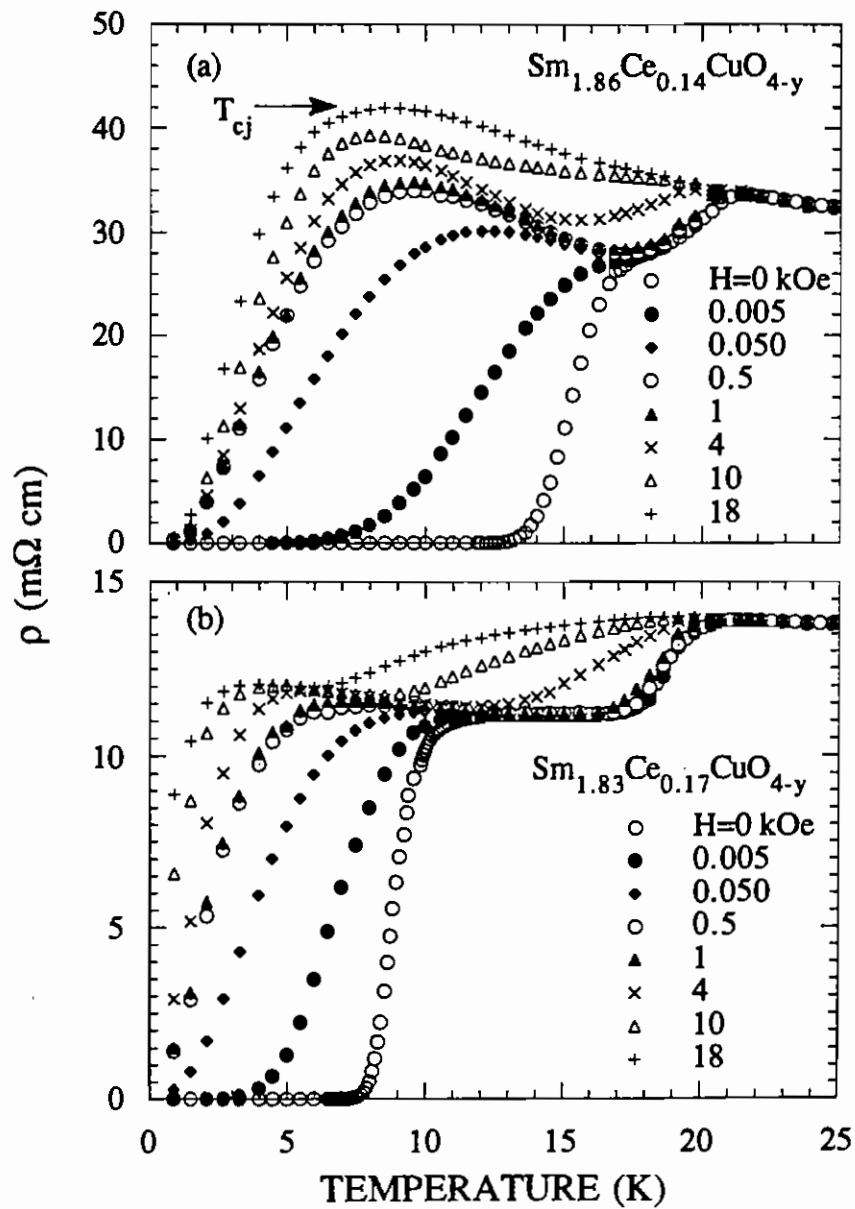 50
(a) Sm1.86Ce0.14CuO4-y
Tcj
40
30
20
10
0
H=0 kOe
0.005
0.050
0.5
1
4
10
18
ρ (mΩ cm)
15
(b)
10
5
0
Sm1.83Ce0.17CuO4-y
H=0 kOe
0.005
0.050
0.5
1
4
10
18
0 5 10 15 20 25
TEMPERATURE (K)